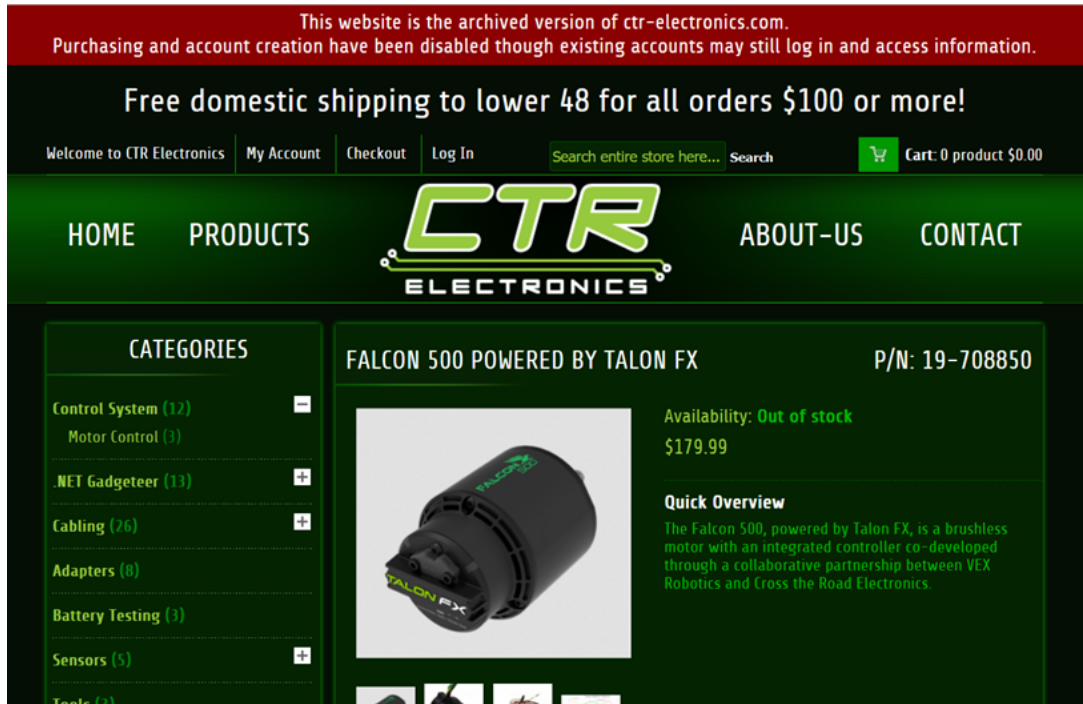 This website is the archived version of ctr-electronics.com.
Purchasing and account creation have been disabled though existing accounts may still log in and access information.
Free domestic shipping to lower 48 for all orders $100 or more!
Welcome to CTR Electronics
My Account
Checkout
Log In
Search entire store here...
Search
Cart: 0 product $0.00
HOME
PRODUCTS
CTR
ELECTRONICS
ABOUT-US
CONTACT
CATEGORIES
Control System (12)
Motor Control (3)
.NET Gadgeteer (13)
Cabling (26)
Adapters (8)
Battery Testing (3)
Sensors (5)
FALCON 500 POWERED BY TALON FX
P/N: 19-708850
FALCON
500
TALON FX
Availability: Out of stock
$179.99
Quick Overview
The Falcon 500, powered by Talon FX, is a brushless
motor with an integrated controller co-developed
through a collaborative partnership between VEX
Robotics and Cross the Road Electronics.